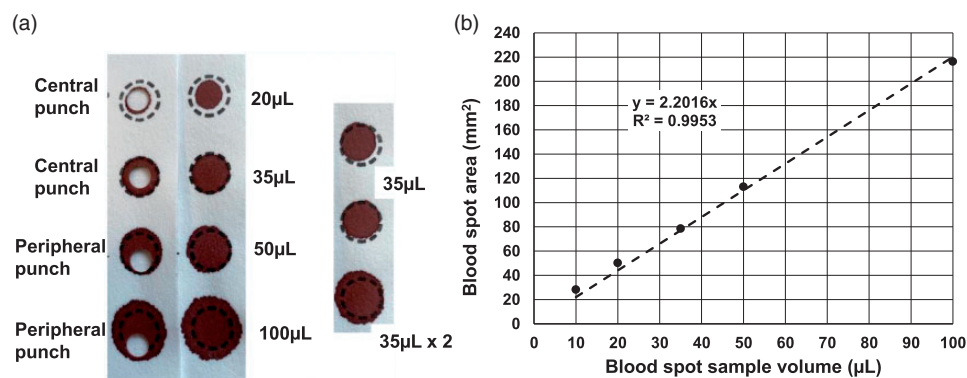 (a)
Central
punch
20µL
Central
punch
35µL
Peripheral
punch
50µL
Peripheral
punch
100µL
35µL
35µL x 2
(b)
240
220
200
180
160
140
120
100
80
60
40
20
0
y = 2.2016x
R² = 0.9953
0 10 20 30 40 50 60 70 80 90 100
Blood spot area (mm²)
Blood spot sample volume (µL)